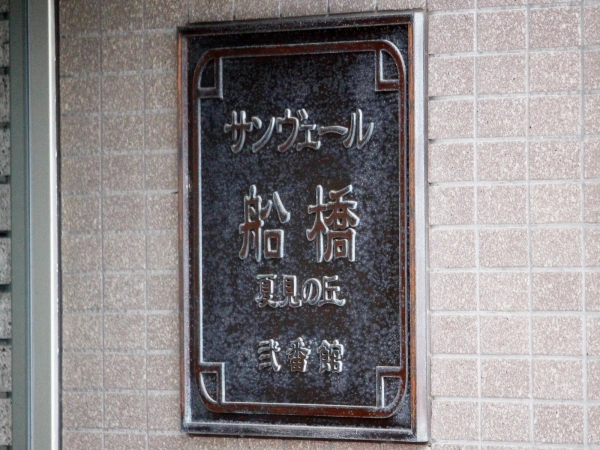 サンヴェール
船橋
夏見の丘
弐番館